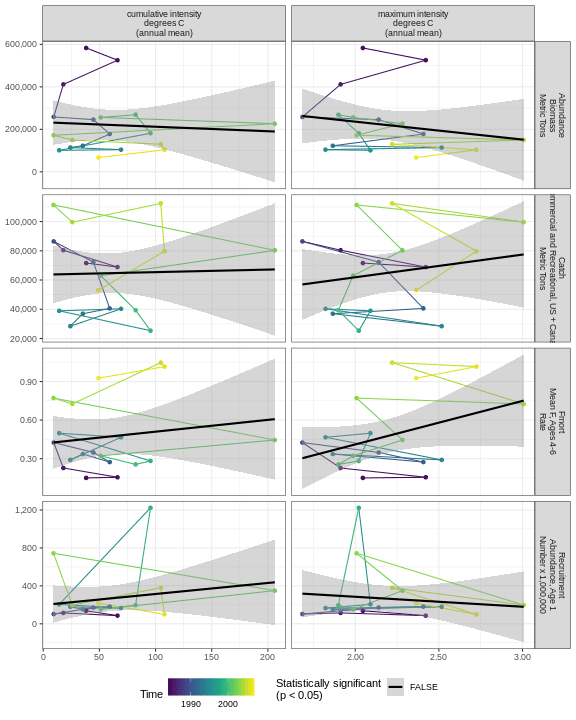 cumulative intensity
degrees C
(annual mean)
maximum intensity
degrees C
(annual mean)
600,000
400,000
200,000
0
Abundance
Biomass
Metric Tons
100,000
80,000
60,000
40,000
20,000
Catch
mmercial and Recreational, US + Cana
Metric Tons
0.90
0.60
0.30
Fmort
Mean F, Ages 4-6
Rate
1,200
800
400
0
Recruitment
Abundance, Age 1
Number x 1,000,000
0
50
100
150
200
2.00
2.50
3.00
Time
1990
2000
Statistically significant
(p < 0.05)
FALSE